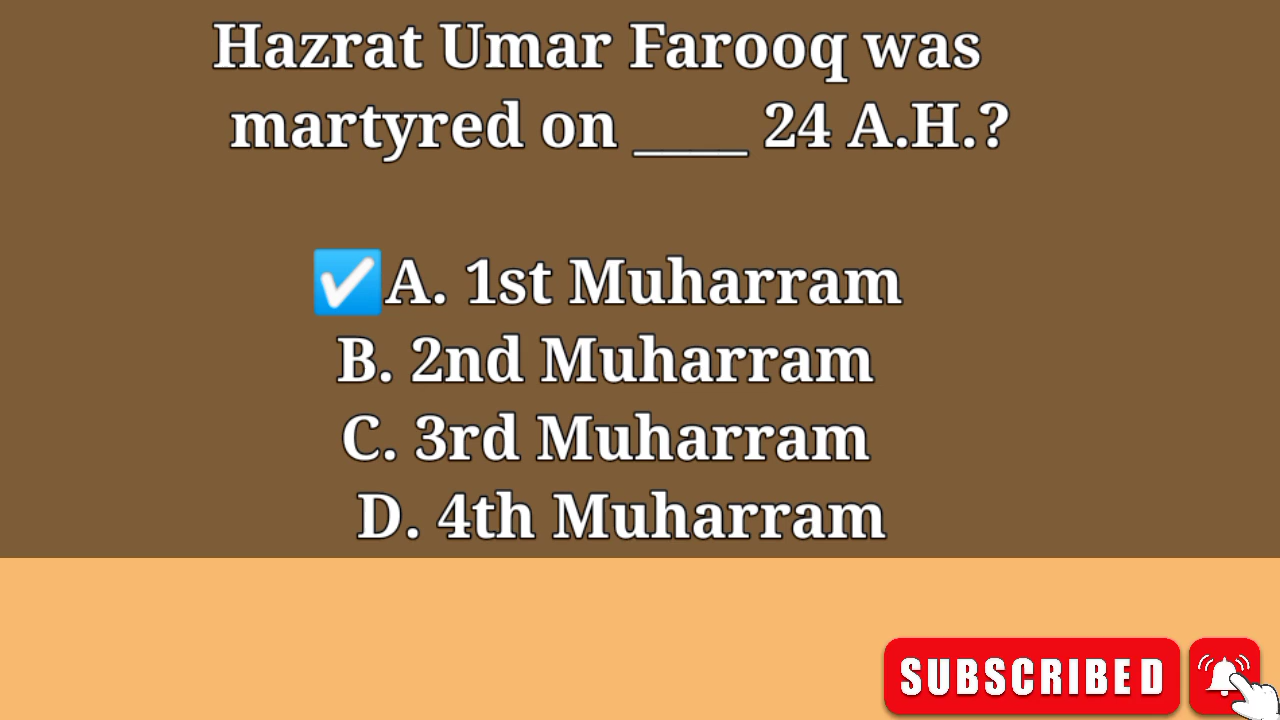 Hazrat Umar Farooq was
martyred on ____ 24 A.H.?
✅A. 1st Muharram
B. 2nd Muharram
C. 3rd Muharram
D. 4th Muharram
SUBSCRIBED